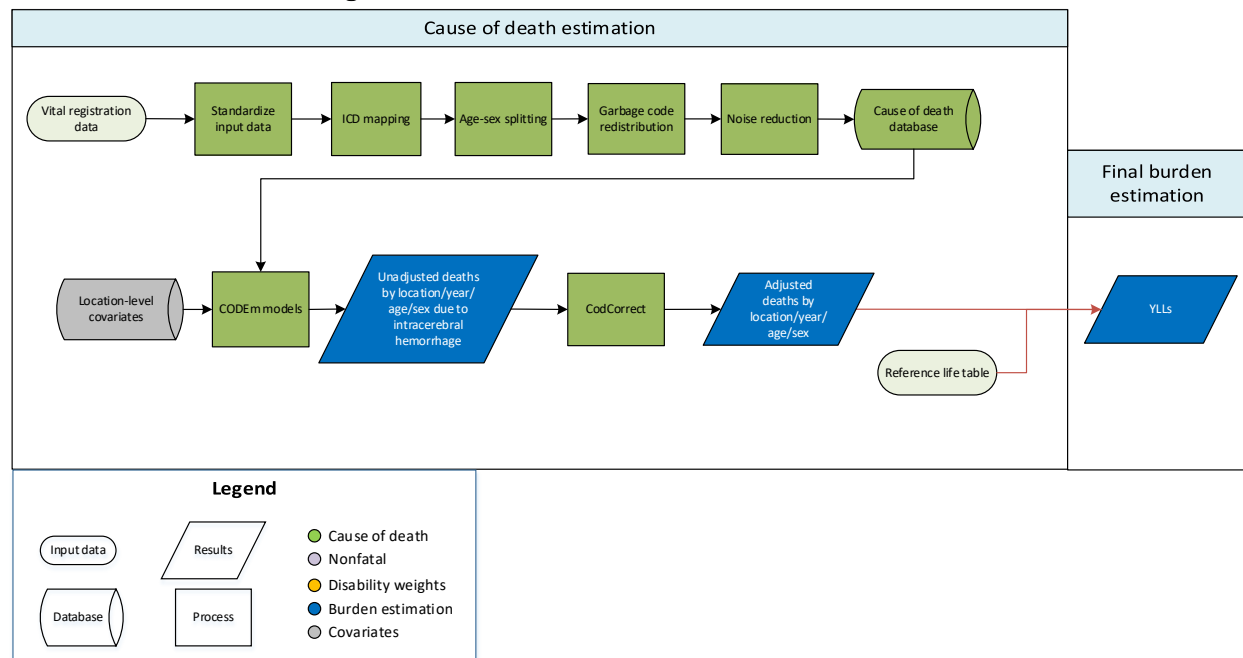 Cause of death estimation
Vital registration
data
Standardize
input data
ICD mapping
Age-sex splitting
Garbage code
redistribution
Noise reduction
Cause of death
database
Final burden
estimation
Location-level
covariates
CODEm models
Unadjusted deaths
by location/year/
age/sex due to
intracerebral
hemorrhage
CodCorrect
Adjusted
deaths by
location/year/
age/sex
YLLs
Reference life table
Legend
Input data
Results
Database
Process
Cause of death
Nonfatal
Disability weights
Burden estimation
Covariates